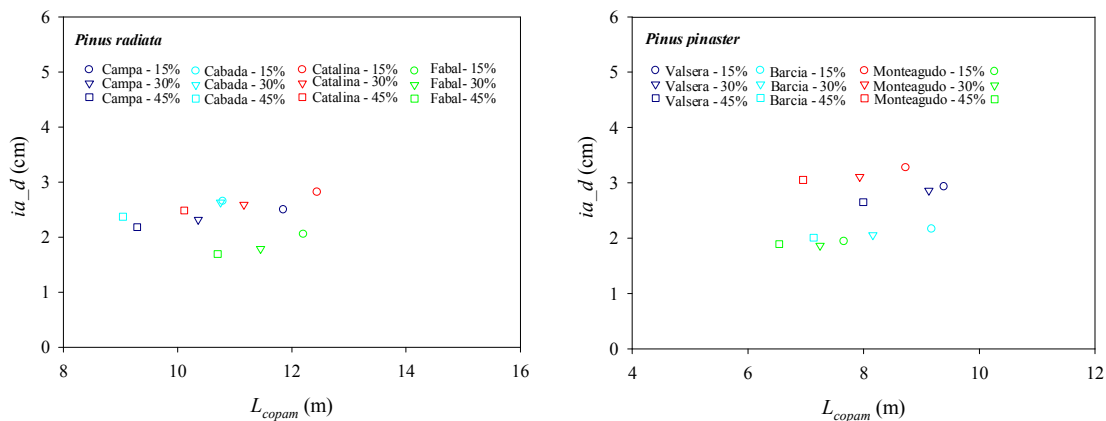 6
5
4
3
2
1
0
ia_d (cm)
Pinus radiata
Campa - 15% Cabada - 15% Catalina - 15% Fabal- 15%
Campa - 30% Cabada - 30% Catalina - 30% Fabal- 30%
Campa - 45% Cabada - 45% Catalina - 45% Fabal- 45%
8 10 12 14 16
L copam (m)
6
5
4
3
2
1
0
ia_d (cm)
Pinus pinaster
Valsera - 15% Barcia - 15% Monteagudo - 15%
Valsera - 30% Barcia - 30% Monteagudo - 30%
Valsera - 45% Barcia - 45% Monteagudo - 45%
4 6 8 10 12
L copam (m)